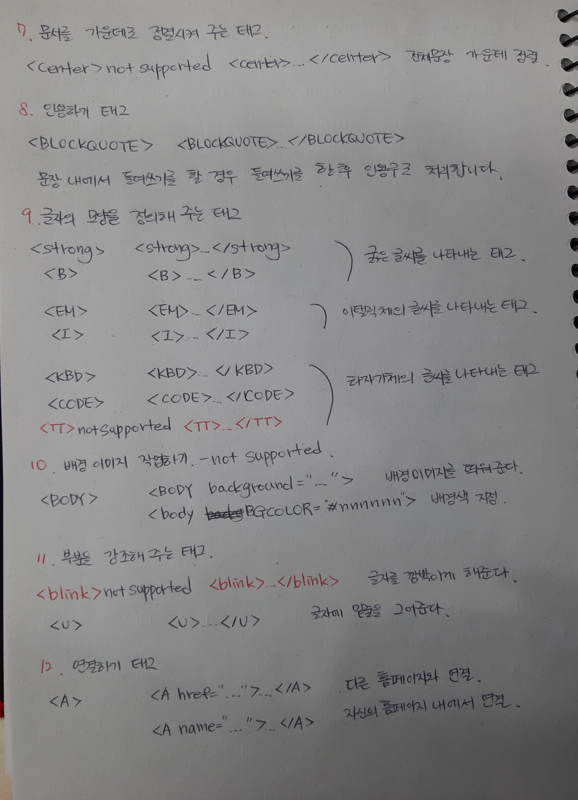 7. 문서를 가운데로 정렬시켜 주는 태그.
<center> not supported <center>...</center> 전체문장 가운데 정렬.
8. 인용하기 태그
<BLOCKQUOTE> <BLOCKQUOTE>...</BLOCKQUOTE>
문장 내에서 들여쓰기를 할 경우 들여쓰기를 한 후 인용구로 처리합니다.
9. 글자의 모양을 정의해 주는 태그
<strong> <strong>...</strong> 굵은 글씨를 나타내는 태그.
<B> <B>...</B>
<EM> <EM>...</EM> 이텔릭체의 글씨를 나타내는 태그.
<I> <I>...</I>
<KBD> <KBD>...</KBD> 타자기체의 글씨를 나타내는 태그
<CODE> <CODE>...</CODE>
<TT> not supported <TT>...</TT>
10. 배경 이미지 작업하기. - not supported.
<BODY> <BODY background="..."> 배경이미지를 띄워준다.
<body BGCOLOR="#nnnnnn"> 배경색 지정.
11. 부분을 강조해 주는 태그.
<blink> not supported <blink>...</blink> 글자를 깜박이게 해준다.
<U> <U>...</U> 글자에 밑줄을 그어준다.
12. 연결하기 태그
<A> <A href="...">...</A> 다른 홈페이지와 연결.
<A name="...">...</A> 자신의 홈페이지 내에서 연결.